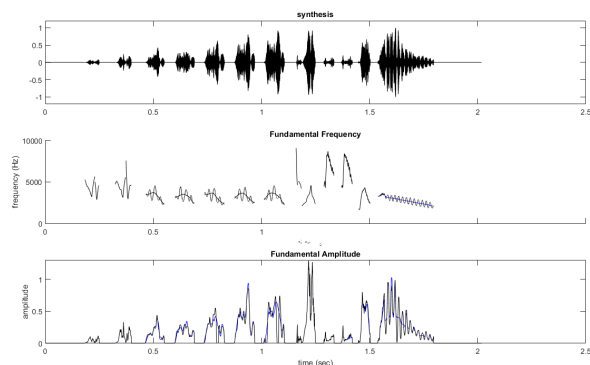 synthesis
1
0.5
0
-0.5
-1
0 0.5 1 1.5 2 2.5
Fundamental Frequency
10000
5000
0
frequency (Hz)
0 0.5 1 1.5 2 2.5
Fundamental Amplitude
1
0.5
0
amplitude
0 0.5 1 1.5 2 2.5
time (sec)